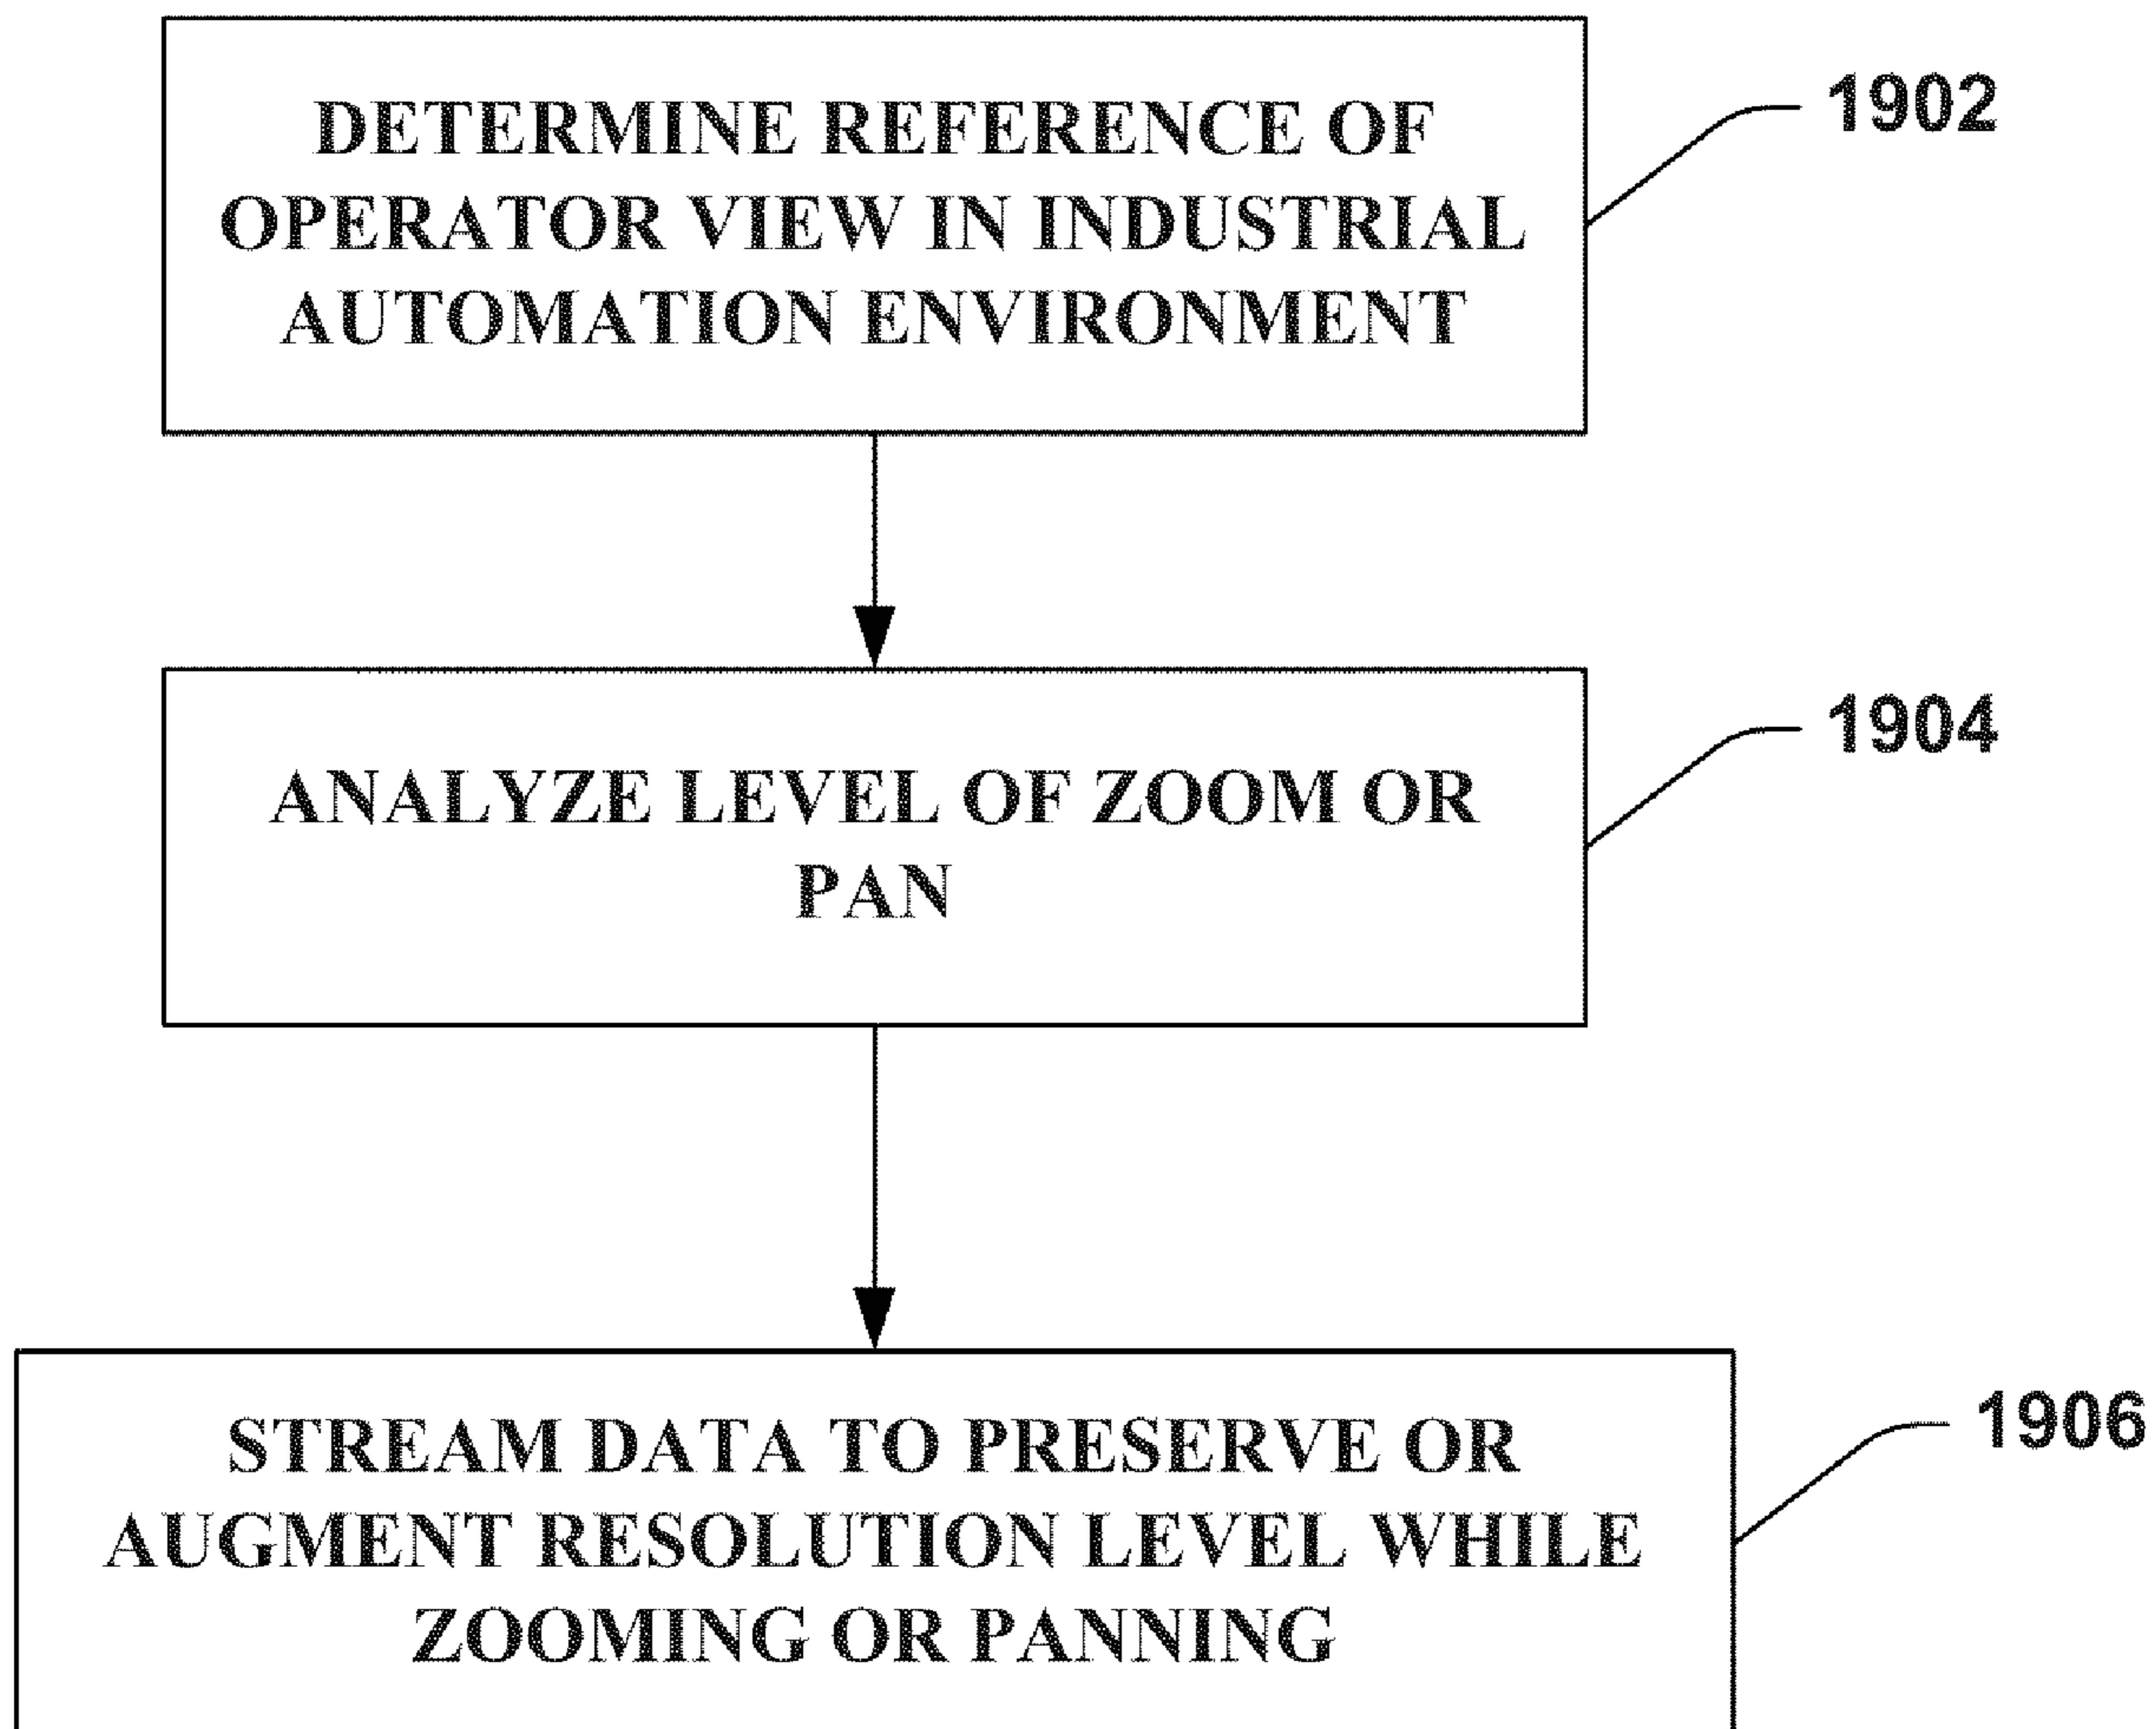 DETERMINE REFERENCE OF
OPERATOR VIEW IN INDUSTRIAL
AUTOMATION ENVIRONMENT
1902
ANALYZE LEVEL OF ZOOM OR
PAN
1904
STREAM DATA TO PRESERVE OR
AUGMENT RESOLUTION LEVEL WHILE
ZOOMING OR PANNING
1906